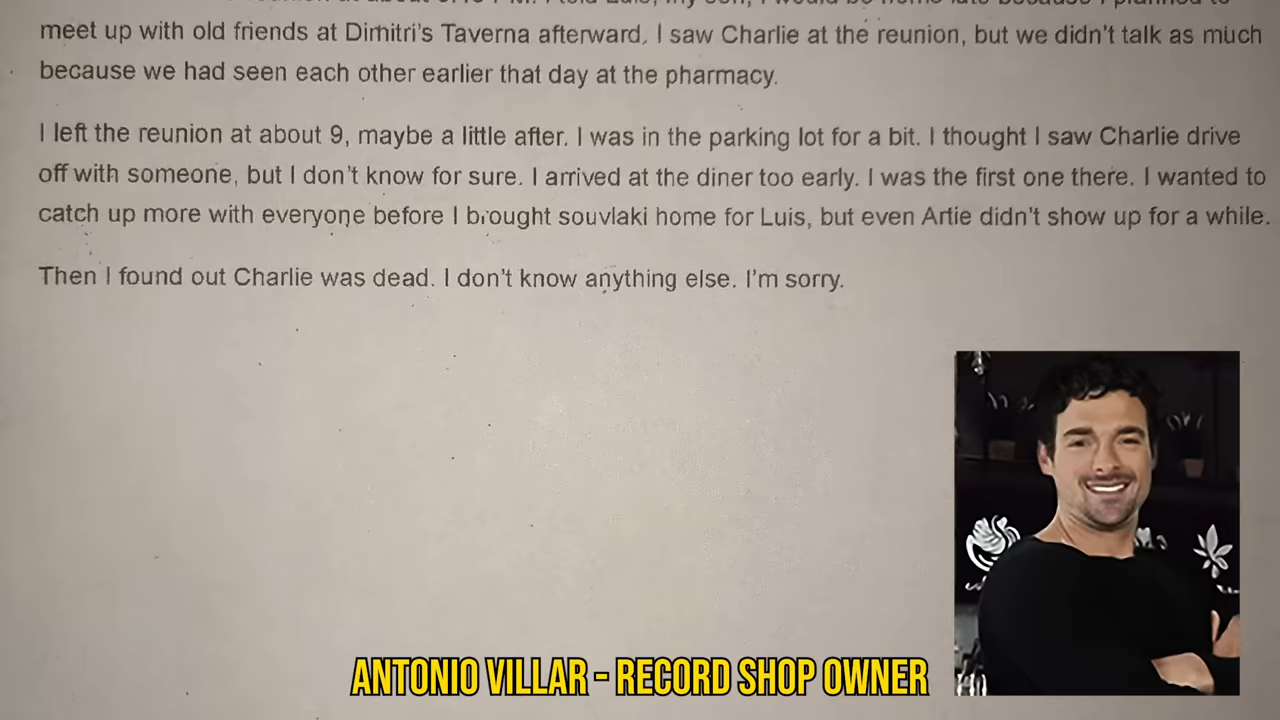 meet up with old friends at Dimitri's Taverna afterward. I saw Charlie at the reunion, but we didn't talk as much
because we had seen each other earlier that day at the pharmacy.
I left the reunion at about 9, maybe a little after. I was in the parking lot for a bit. I thought I saw Charlie drive
off with someone, but I don't know for sure. I arrived at the diner too early. I was the first one there. I wanted to
catch up more with everyone before I brought souvlaki home for Luis, but even Artie didn't show up for a while.
Then I found out Charlie was dead. I don't know anything else. I'm sorry.
ANTONIO VILLAR - RECORD SHOP OWNER